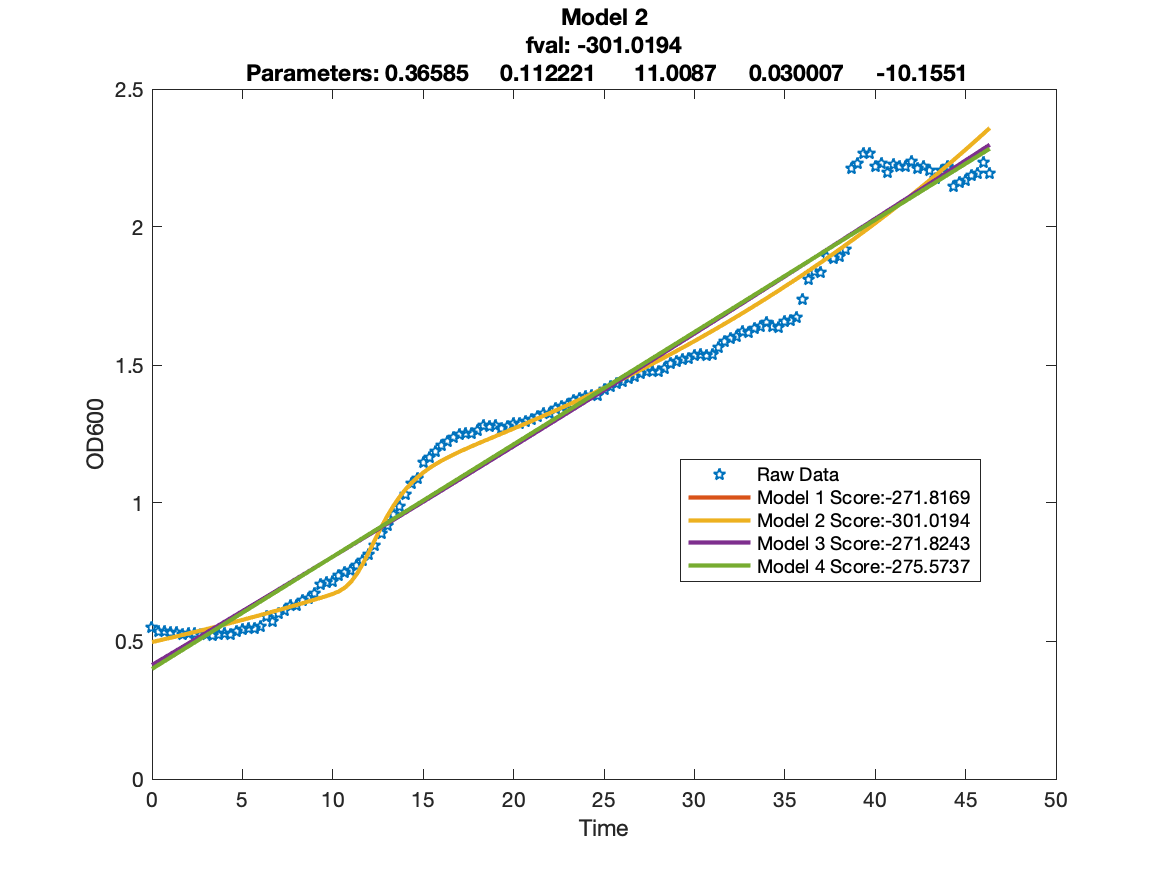 Model 2
fval: -301.0194
Parameters: 0.36585 0.112221 11.0087 0.030007 -10.1551
2.5
2
1.5
1
0.5
0
OD600
Raw Data
Model 1 Score:-271.8169
Model 2 Score:-301.0194
Model 3 Score:-271.8243
Model 4 Score:-275.5737
0 5 10 15 20 25 30 35 40 45 50
Time